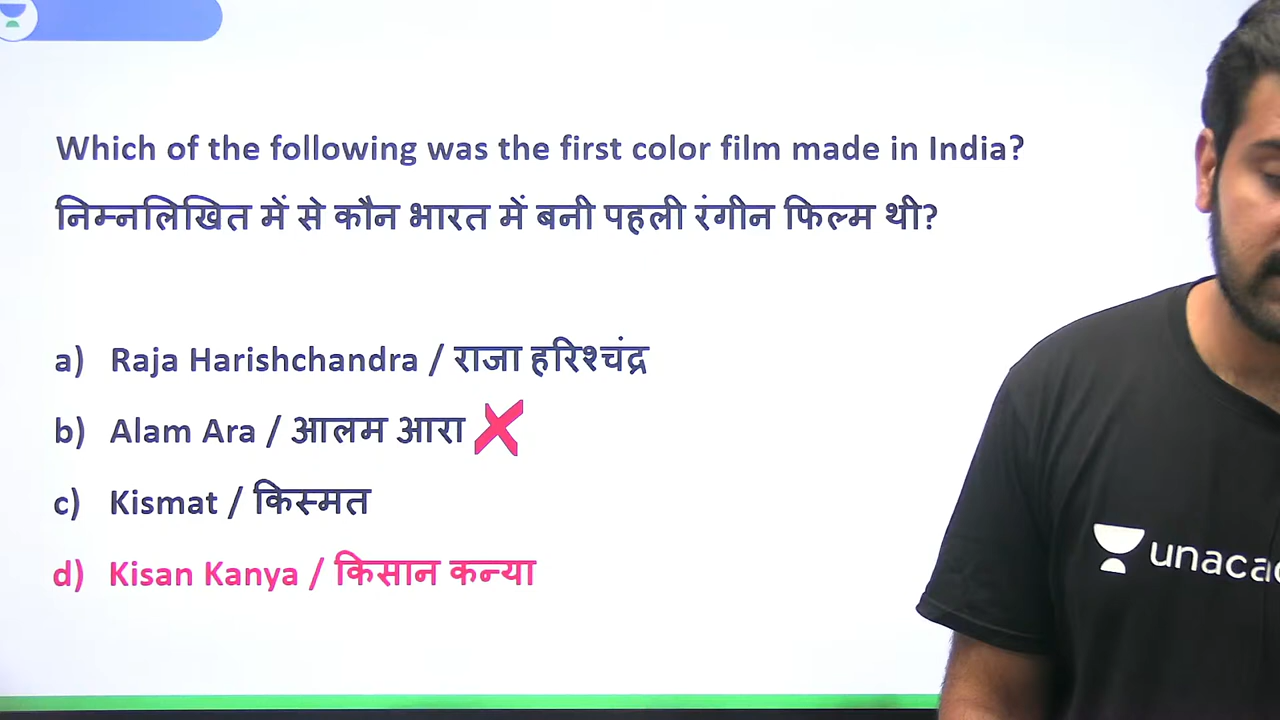 Which of the following was the first color film made in India?
निम्नलिखित में से कौन भारत में बनी पहली रंगीन फिल्म थी?
a) Raja Harishchandra / राजा हरिश्चंद्र
b) Alam Ara / आलम आरा
c) Kismat / किस्मत
d) Kisan Kanya / किसान कन्या
unacad